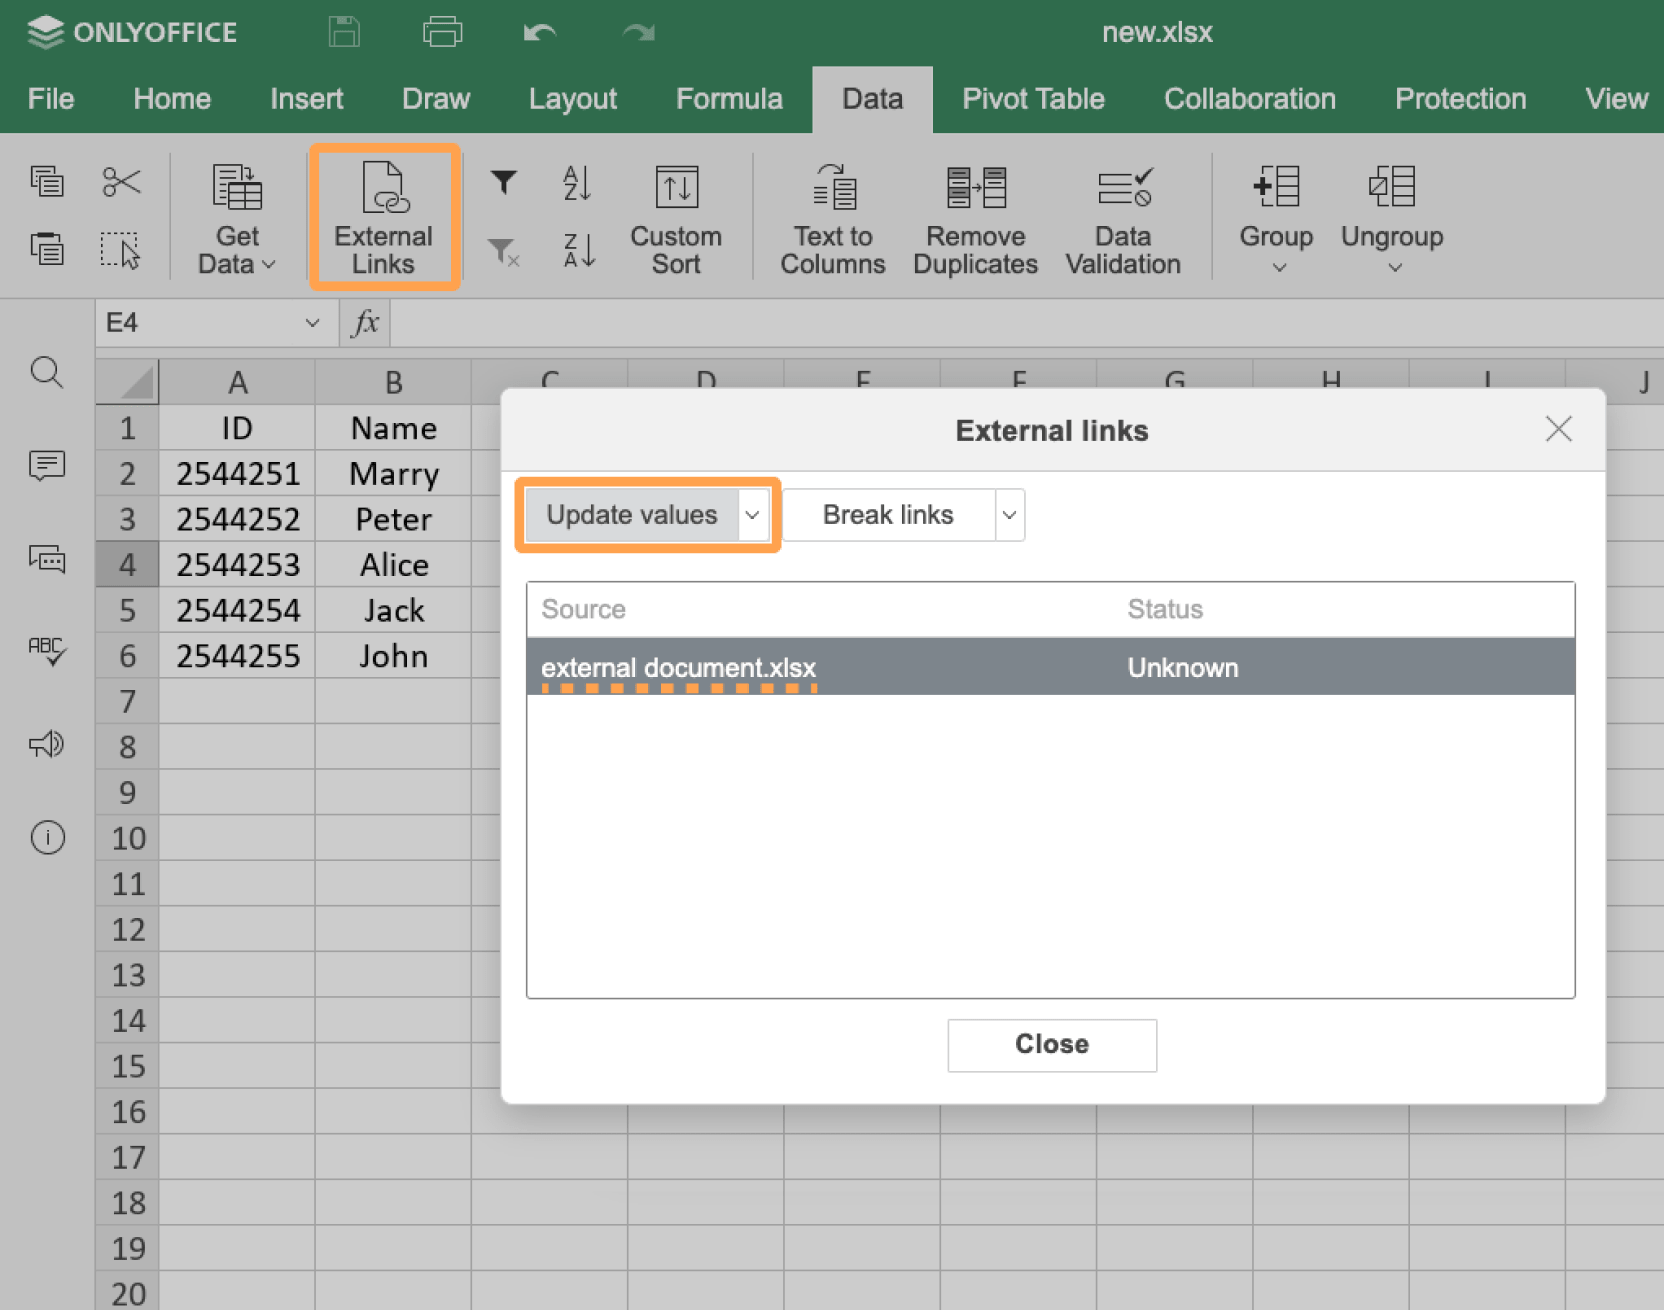 ONLYOFFICE new.xlsx
File Home Insert Draw Layout Formula Data Pivot Table Collaboration Protection View
Get Data
External Links
A Z
Z A
Custom Sort
Text to Columns
Remove Duplicates
Data Validation
Group
Ungroup
E4 fx
A B C D E F G H I J
External links
Update values Break links
Source Status
external document.xlsx Unknown
Close
ABC
1 ID Name
2 2544251 Marry
3 2544252 Peter
4 2544253 Alice
5 2544254 Jack
6 2544255 John
7
8
9
10
11
12
13
14
15
16
17
18
19
20